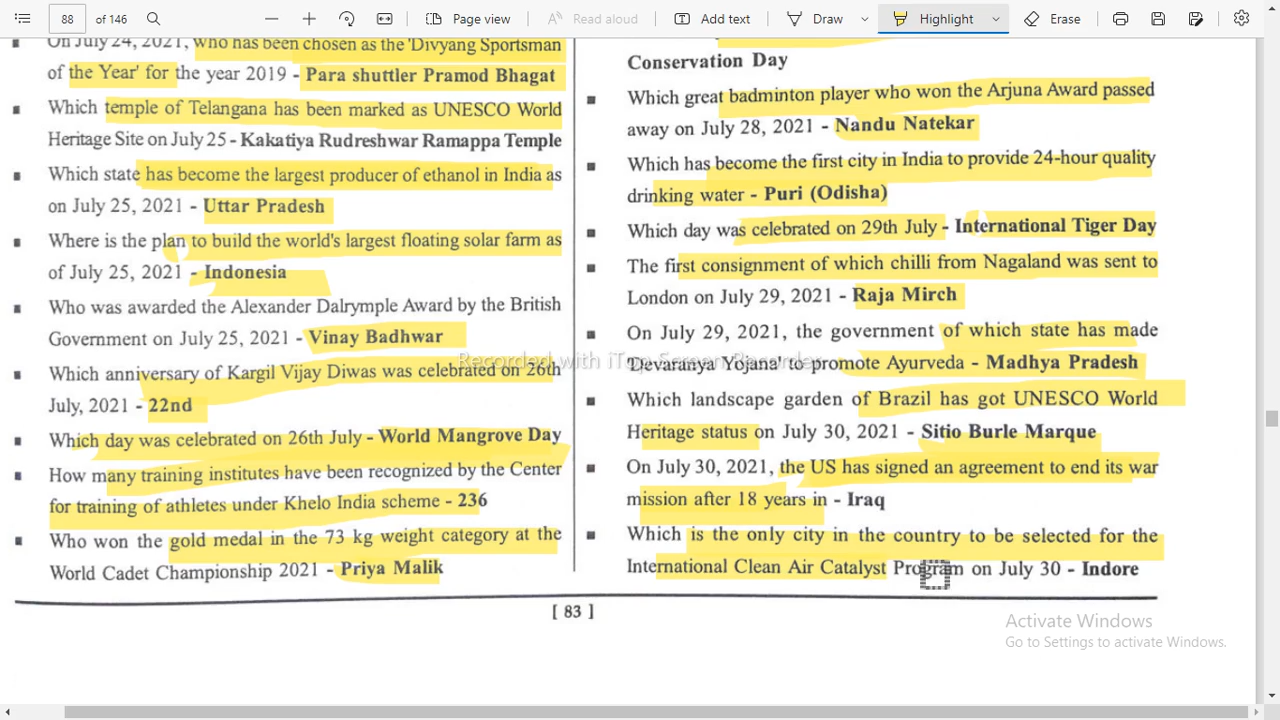 88 of 146
Page view
Read aloud
Add text
Draw
Highlight
Erase
On July 24, 2021, who has been chosen as the 'Divyang Sportsman
of the Year' for the year 2019 - Para shuttler Pramod Bhagat
Which temple of Telangana has been marked as UNESCO World
Heritage Site on July 25 - Kakatiya Rudreshwar Ramappa Temple
Which state has become the largest producer of ethanol in India as
on July 25, 2021 - Uttar Pradesh
Where is the plan to build the world's largest floating solar farm as
of July 25, 2021 - Indonesia
Who was awarded the Alexander Dalrymple Award by the British
Government on July 25, 2021 - Vinay Badhwar
Which anniversary of Kargil Vijay Diwas was celebrated on 26th
July, 2021 - 22nd
Which day was celebrated on 26th July - World Mangrove Day
How many training institutes have been recognized by the Center
for training of athletes under Khelo India scheme - 236
Who won the gold medal in the 73 kg weight category at the
World Cadet Championship 2021 - Priya Malik
Conservation Day
Which great badminton player who won the Arjuna Award passed
away on July 28, 2021 - Nandu Natekar
Which has become the first city in India to provide 24-hour quality
drinking water - Puri (Odisha)
Which day was celebrated on 29th July - International Tiger Day
The first consignment of which chilli from Nagaland was sent to
London on July 29, 2021 - Raja Mirch
On July 29, 2021, the government of which state has made
'Devaranya Yojana' to promote Ayurveda - Madhya Pradesh
Which landscape garden of Brazil has got UNESCO World
Heritage status on July 30, 2021 - Sitio Burle Marque
On July 30, 2021, the US has signed an agreement to end its war
mission after 18 years in - Iraq
Which is the only city in the country to be selected for the
International Clean Air Catalyst Program on July 30 - Indore
[ 83 ]
Recorded with iTop Screen Recorder
Activate Windows
Go to Settings to activate Windows.